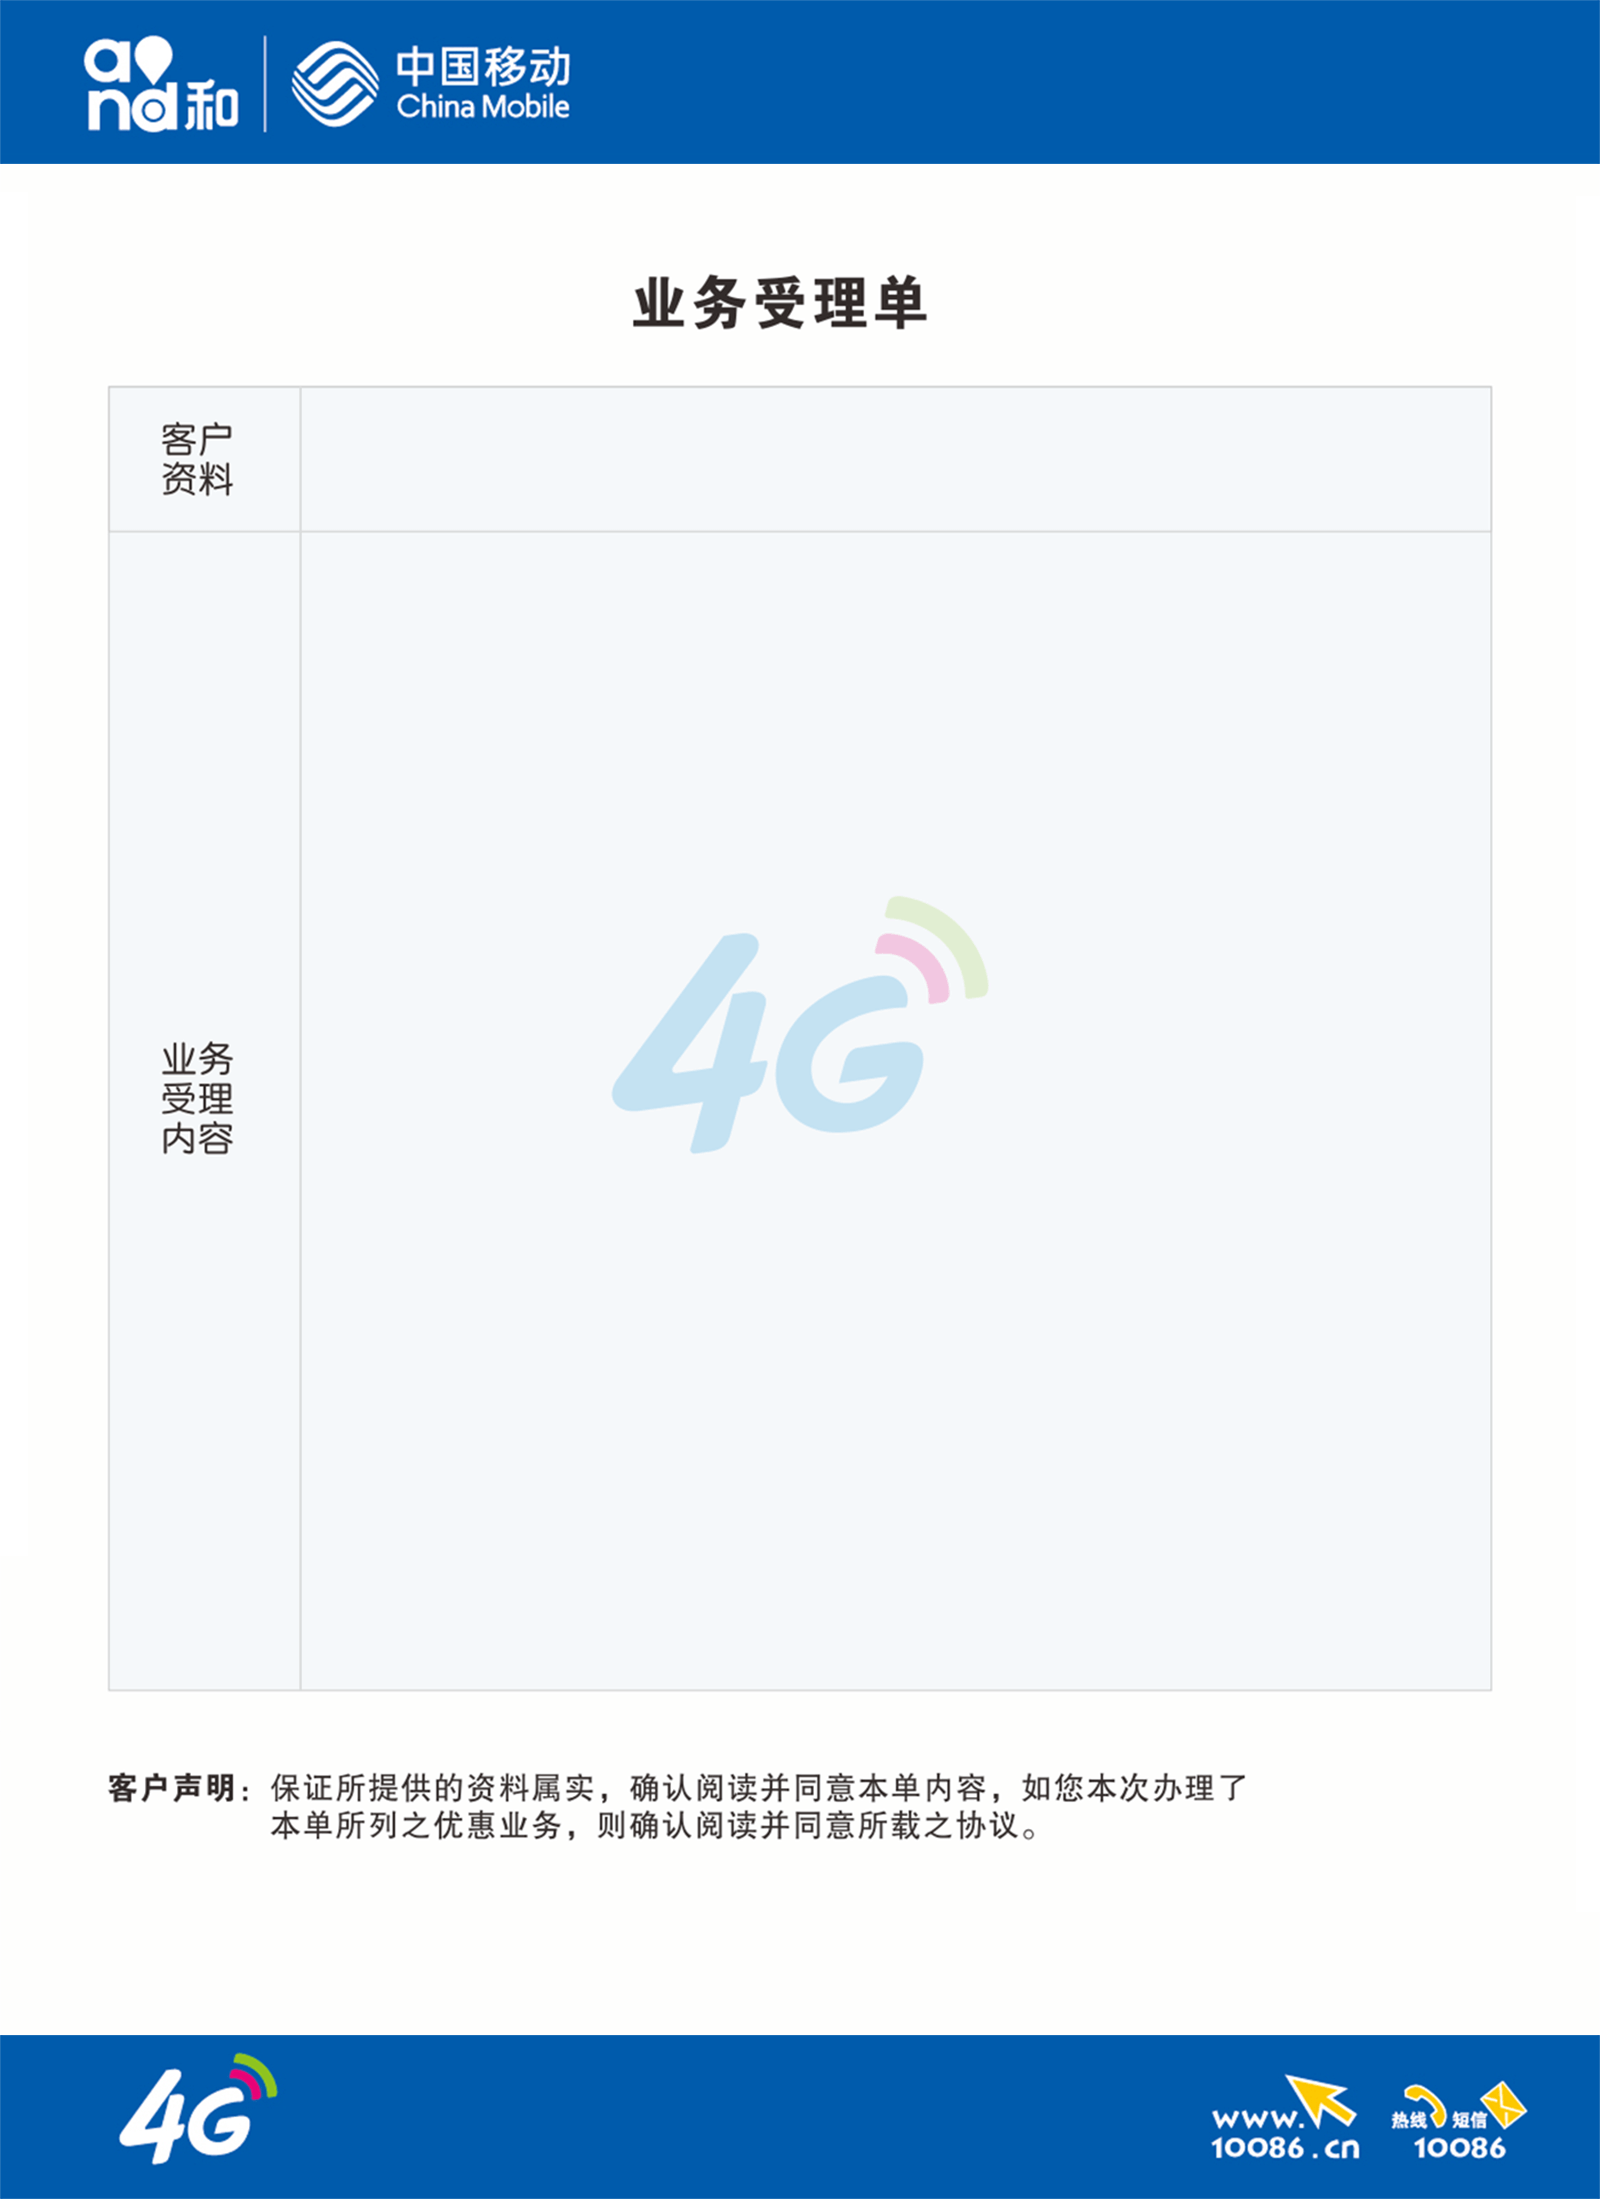 and和
中国移动
China Mobile
业务受理单
客户
资料
4G
业务
受理
内容
客户声明：保证所提供的资料属实，确认阅读并同意本单内容，如您本次办理了
本单所列之优惠业务，则确认阅读并同意所载之协议。
4G
www.
10086.cn
热线 短信
10086